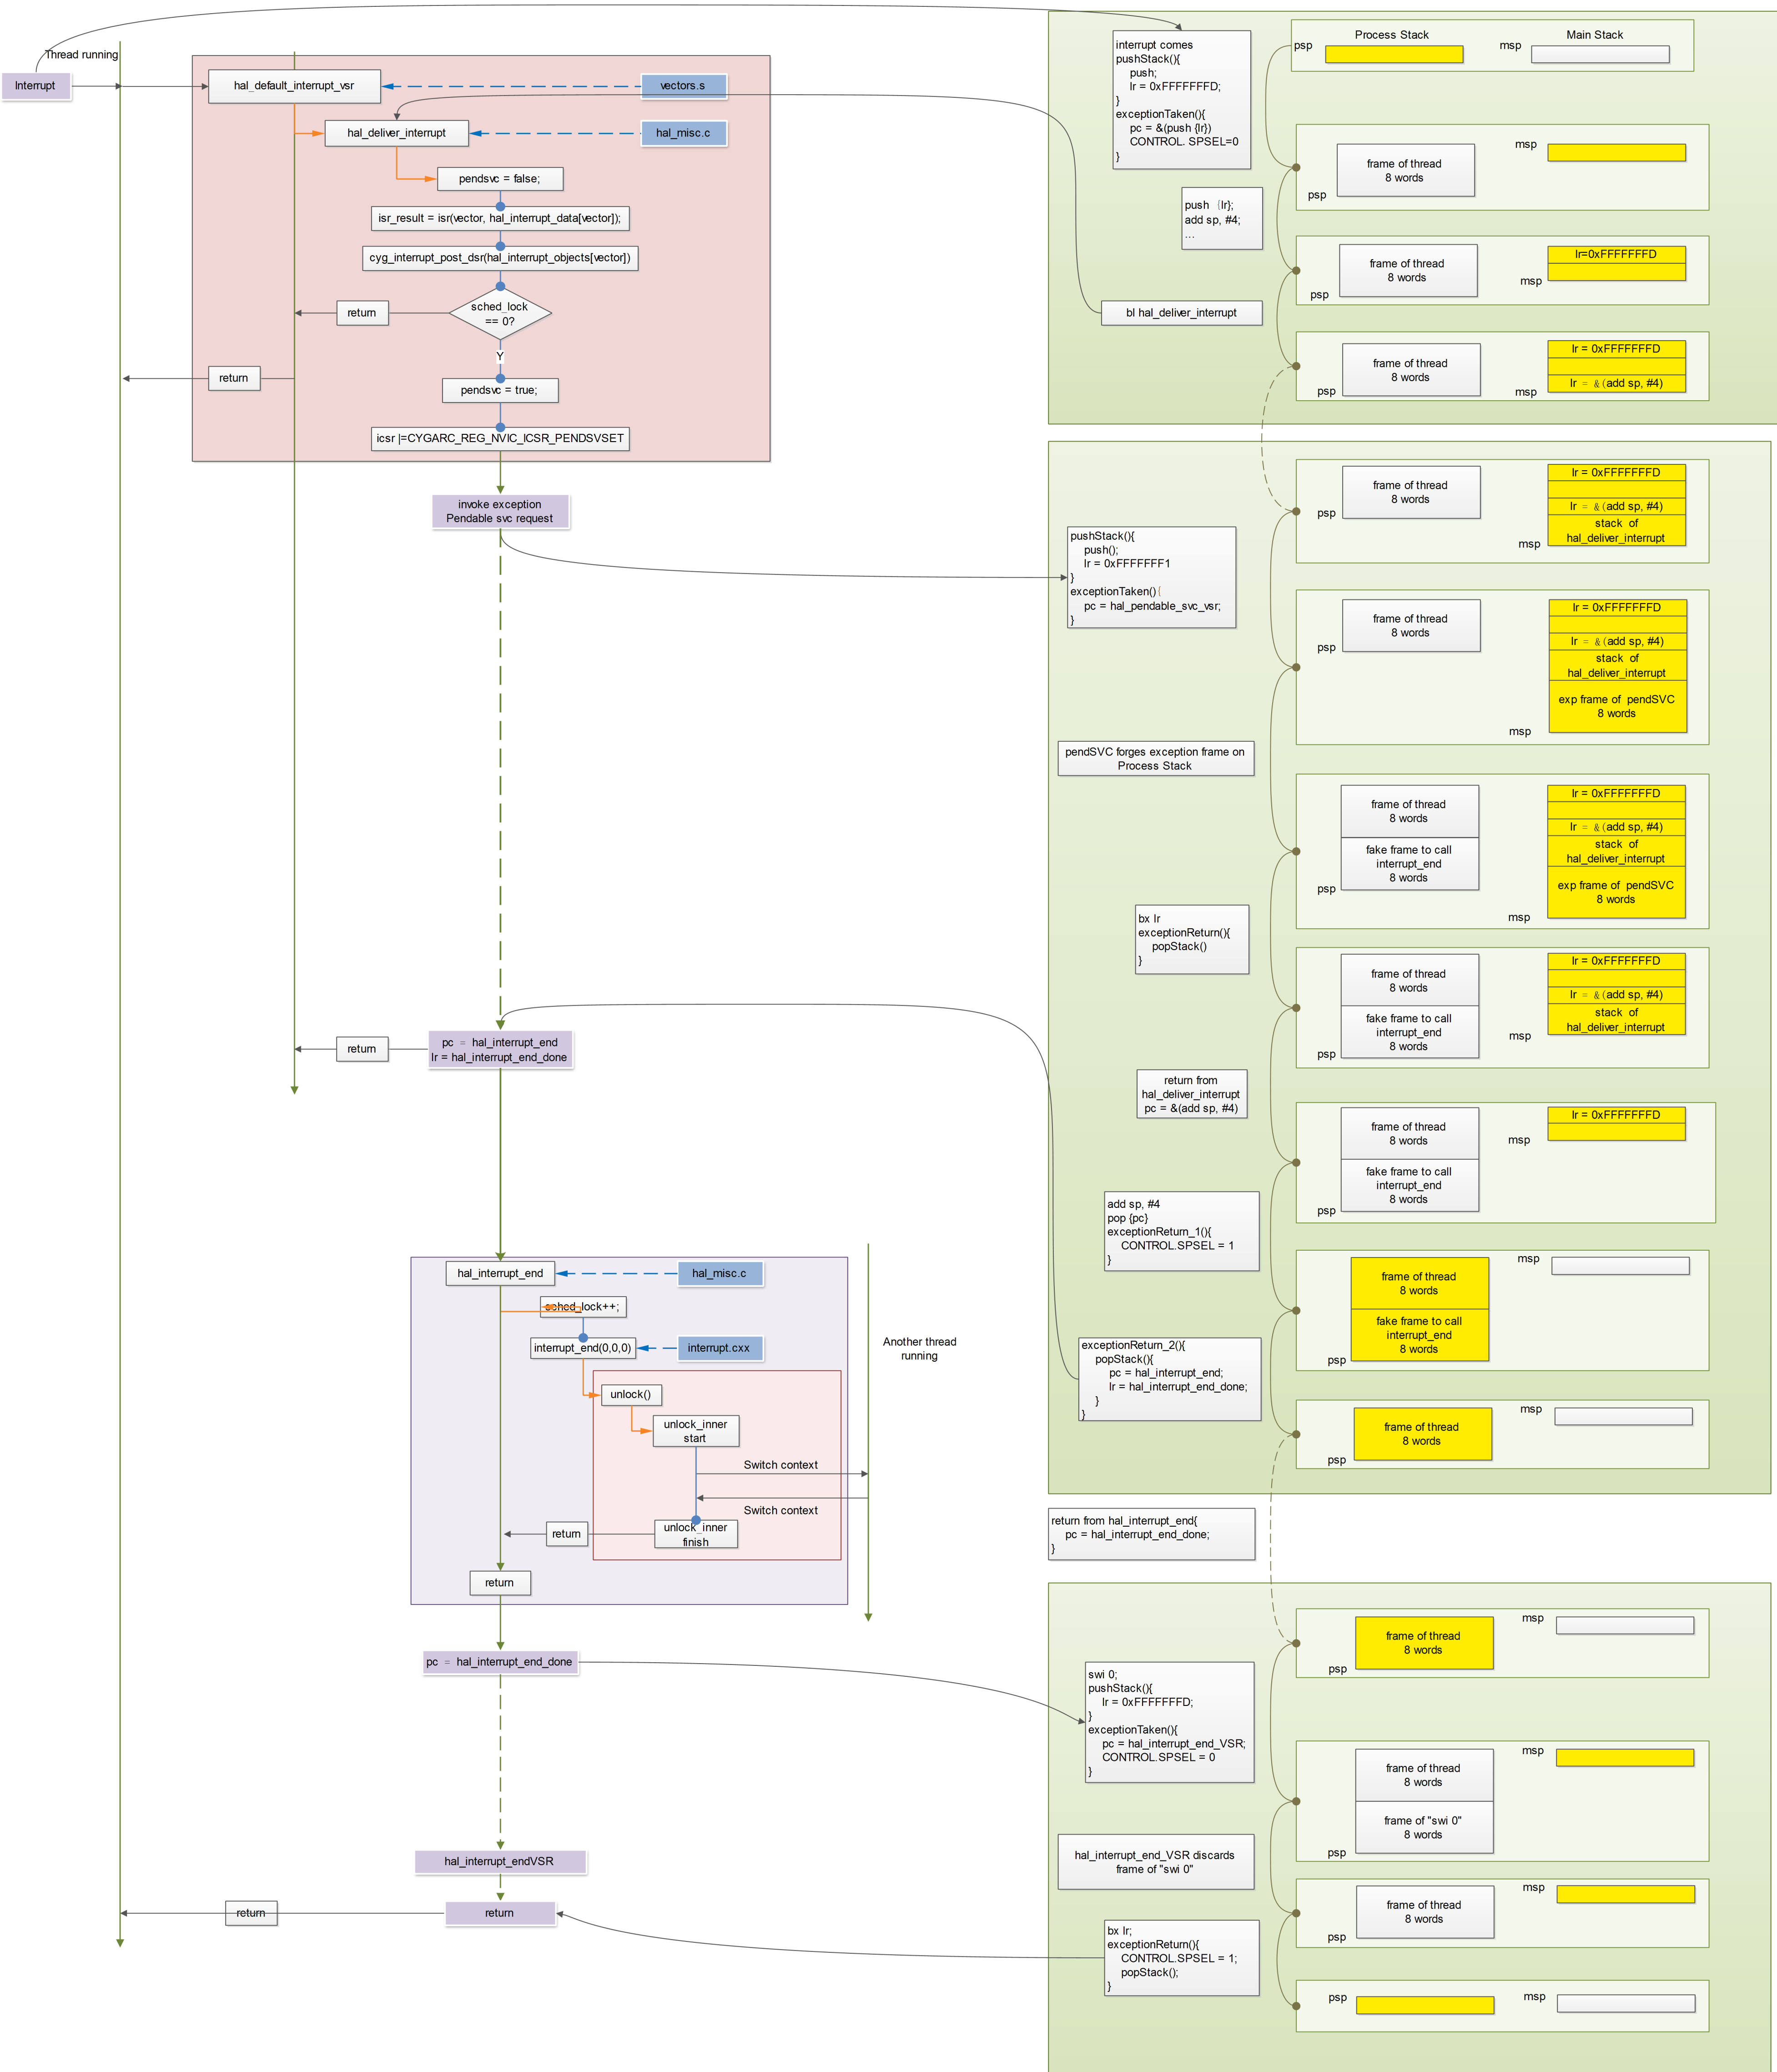 Thread running
Interrupt
hal_default_interrupt_vsr
vectors.s
hal_deliver_interrupt
hal_misc.c
pendsvc = false;
isr_result = isr(vector, hal_interrupt_data[vector]);
cyg_interrupt_post_dsr(hal_interrupt_objects[vector])
sched_lock
== 0?
return
Y
return
pendsvc = true;
icsr |=CYGARC_REG_NVIC_ICSR_PENDSVSET
invoke exception
Pendable svc request
return
pc = hal_interrupt_end
lr = hal_interrupt_end_done
hal_interrupt_end
hal_misc.c
sched_lock++;
interrupt_end(0,0,0)
interrupt.cxx
Another thread
running
unlock()
unlock_inner
start
Switch context
Switch context
unlock_inner
finish
return
return
pc = hal_interrupt_end_done
hal_interrupt_endVSR
return
return
interrupt comes
pushStack(){
push;
lr = 0xFFFFFFFD;
}
exceptionTaken(){
pc = &(push {lr})
CONTROL. SPSEL=0
}
push {lr};
add sp, #4;
...
bl hal_deliver_interrupt
Process Stack
Main Stack
psp
msp
frame of thread
8 words
psp
msp
frame of thread
8 words
psp
lr=0xFFFFFFFD
msp
frame of thread
8 words
psp
lr = 0xFFFFFFFD
lr = &(add sp, #4)
msp
pushStack(){
push();
lr = 0xFFFFFFF1
}
exceptionTaken(){
pc = hal_pendable_svc_vsr;
}
frame of thread
8 words
psp
lr = 0xFFFFFFFD
lr = &(add sp, #4)
stack of
hal_deliver_interrupt
msp
frame of thread
8 words
psp
lr = 0xFFFFFFFD
lr = &(add sp, #4)
stack of
hal_deliver_interrupt
exp frame of pendSVC
8 words
msp
pendSVC forges exception frame on
Process Stack
frame of thread
8 words
fake frame to call
interrupt_end
8 words
psp
lr = 0xFFFFFFFD
lr = &(add sp, #4)
stack of
hal_deliver_interrupt
exp frame of pendSVC
8 words
msp
bx lr
exceptionReturn(){
popStack()
}
frame of thread
8 words
fake frame to call
interrupt_end
8 words
psp
lr = 0xFFFFFFFD
lr = &(add sp, #4)
stack of
hal_deliver_interrupt
msp
return from
hal_deliver_interrupt
pc = &(add sp, #4)
frame of thread
8 words
fake frame to call
interrupt_end
8 words
psp
lr = 0xFFFFFFFD
msp
add sp, #4
pop {pc}
exceptionReturn_1(){
CONTROL.SPSEL = 1
}
frame of thread
8 words
fake frame to call
interrupt_end
8 words
psp
msp
exceptionReturn_2(){
popStack(){
pc = hal_interrupt_end;
lr = hal_interrupt_end_done;
}
}
frame of thread
8 words
psp
msp
return from hal_interrupt_end{
pc = hal_interrupt_end_done;
}
frame of thread
8 words
psp
msp
swi 0;
pushStack(){
lr = 0xFFFFFFFD;
}
exceptionTaken(){
pc = hal_interrupt_end_VSR;
CONTROL.SPSEL = 0
}
frame of thread
8 words
frame of "swi 0"
8 words
psp
msp
hal_interrupt_end_VSR discards
frame of "swi 0"
frame of thread
8 words
psp
msp
bx lr;
exceptionReturn(){
CONTROL.SPSEL = 1;
popStack();
}
psp
msp